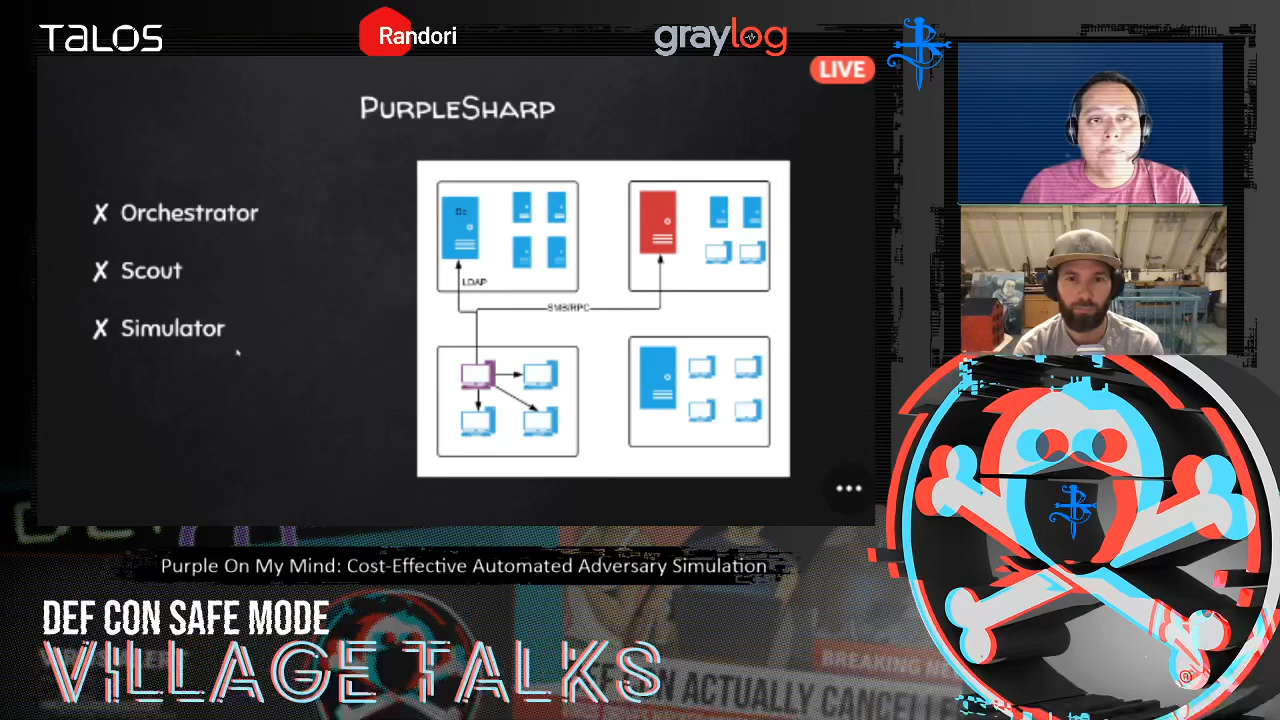 TALOS
Randori
graylog
LIVE
PURPLESHARP
✗ Orchestrator
✗ Scout
✗ Simulator
DC
LDAP
SMB/RPC
Purple On My Mind: Cost-Effective Automated Adversary Simulation
DEF CON SAFE MODE
VILLAGE TALKS
BREAKING
CON ACTUALLY CANCELLE
®